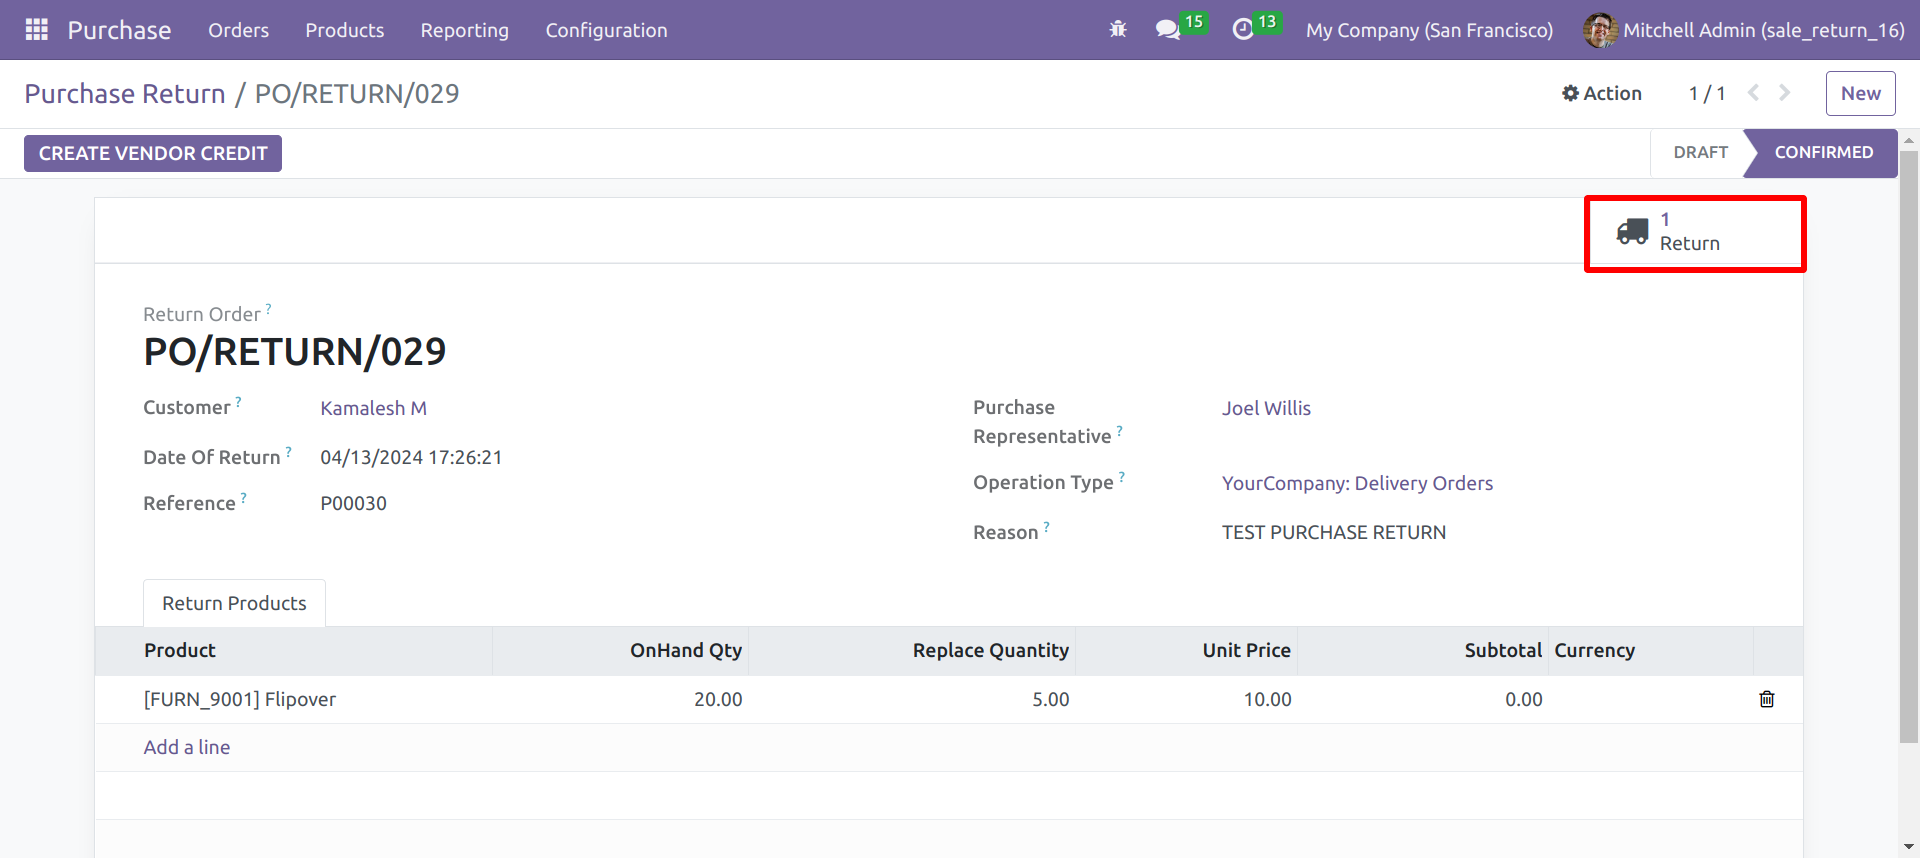 Purchase Orders Products Reporting Configuration 15 13 My Company (San Francisco) Mitchell Admin (sale_return_16)
Purchase Return / PO/RETURN/029 Action 1 / 1 New
CREATE VENDOR CREDIT DRAFT CONFIRMED
1
Return
Return Order ?
PO/RETURN/029
Customer ? Kamalesh M
Date Of Return ? 04/13/2024 17:26:21
Reference ? P00030
Purchase
Representative ? Joel Willis
Operation Type ? YourCompany: Delivery Orders
Reason ? TEST PURCHASE RETURN
Return Products
Product OnHand Qty Replace Quantity Unit Price Subtotal Currency
[FURN_9001] Flipover 20.00 5.00 10.00 0.00
Add a line